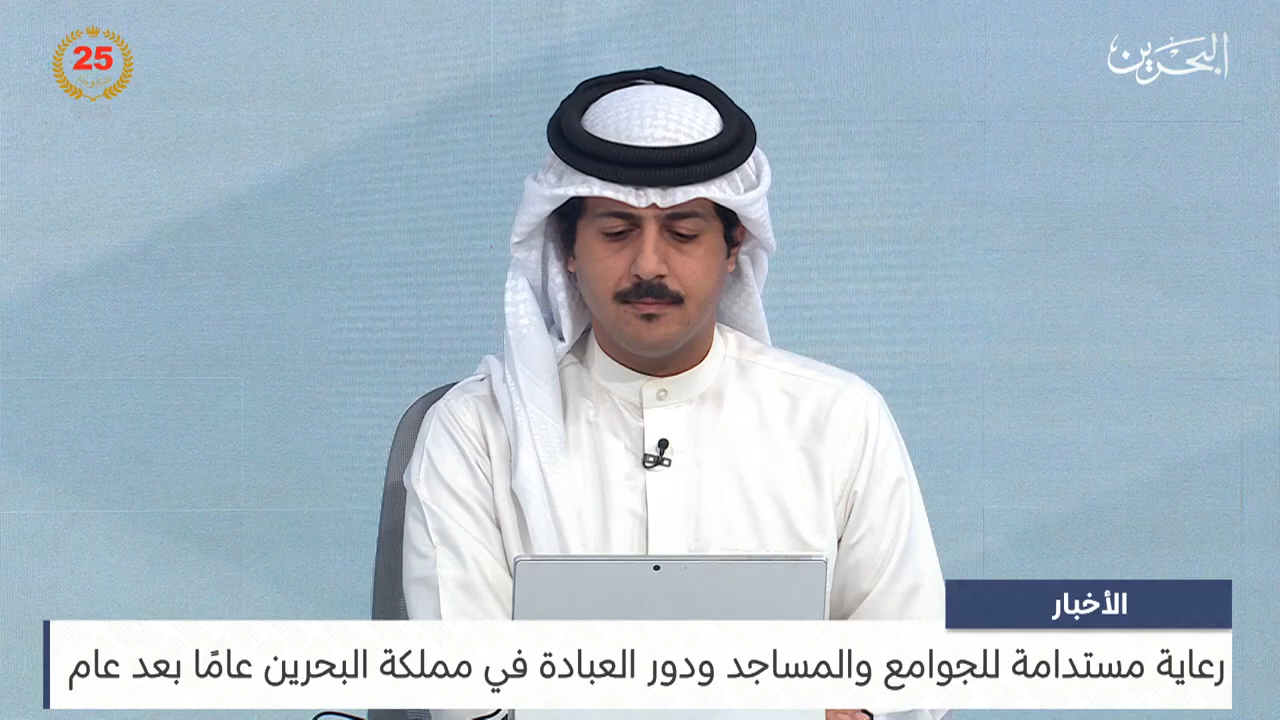 25
البحرين
الأخبار
رعاية مستدامة للجوامع والمساجد ودور العبادة في مملكة البحرين عامًا بعد عام